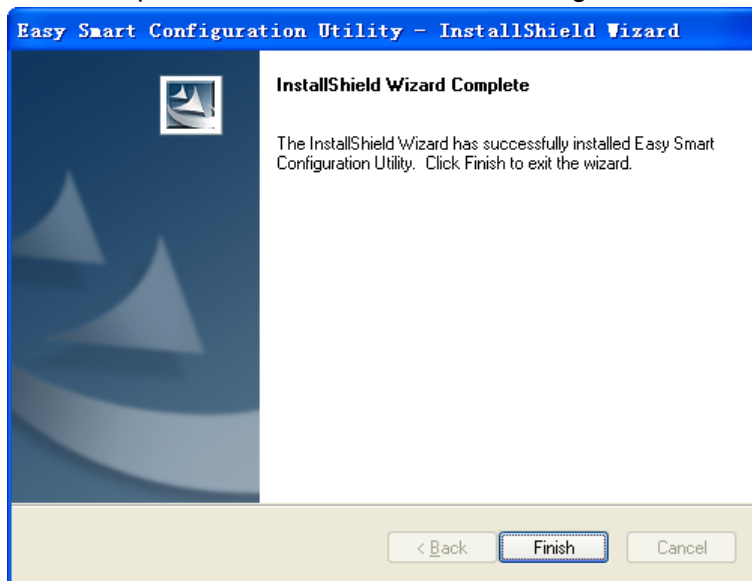 Easy Smart Configuration Utility - InstallShield Wizard
InstallShield Wizard Complete
The InstallShield Wizard has successfully installed Easy Smart
Configuration Utility. Click Finish to exit the wizard.
< Back
Finish
Cancel